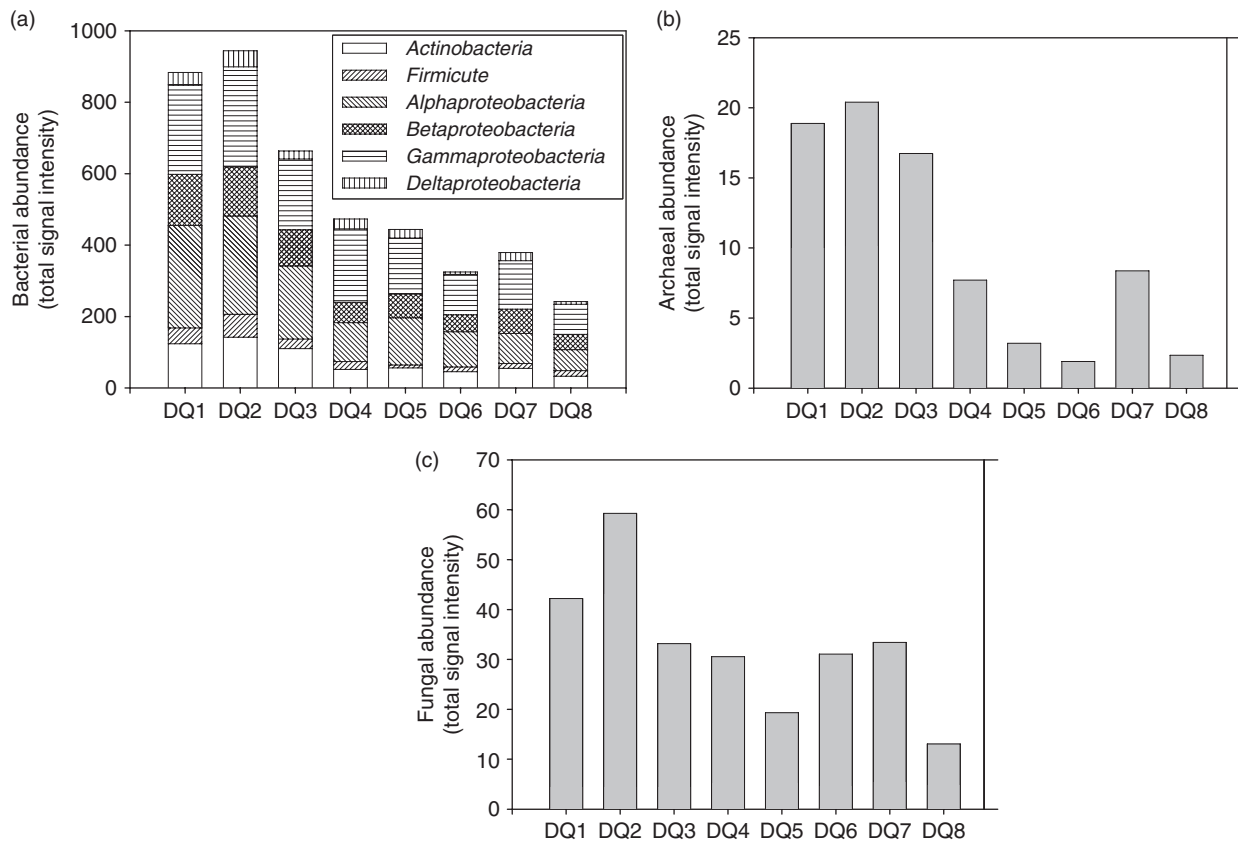 (a)
Bacterial abundance
(total signal intensity)
1000
800
600
400
200
0
Actinobacteria
Firmicute
Alphaproteobacteria
Betaproteobacteria
Gammaproteobacteria
Deltaproteobacteria
DQ1 DQ2 DQ3 DQ4 DQ5 DQ6 DQ7 DQ8
(b)
Archaeal abundance
(total signal intensity)
25
20
15
10
5
0
DQ1 DQ2 DQ3 DQ4 DQ5 DQ6 DQ7 DQ8
(c)
Fungal abundance
(total signal intensity)
70
60
50
40
30
20
10
0
DQ1 DQ2 DQ3 DQ4 DQ5 DQ6 DQ7 DQ8